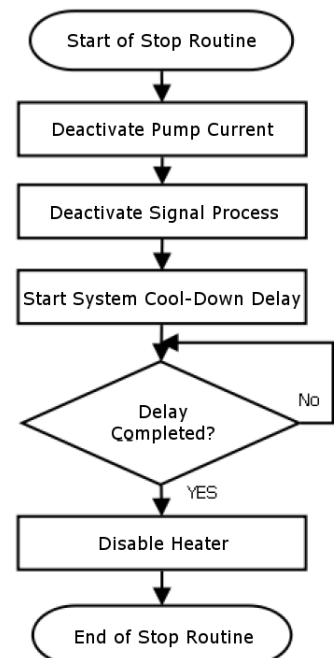 Start of Stop Routine
Deactivate Pump Current
Deactivate Signal Process
Start System Cool-Down Delay
Delay
Completed?
No
YES
Disable Heater
End of Stop Routine